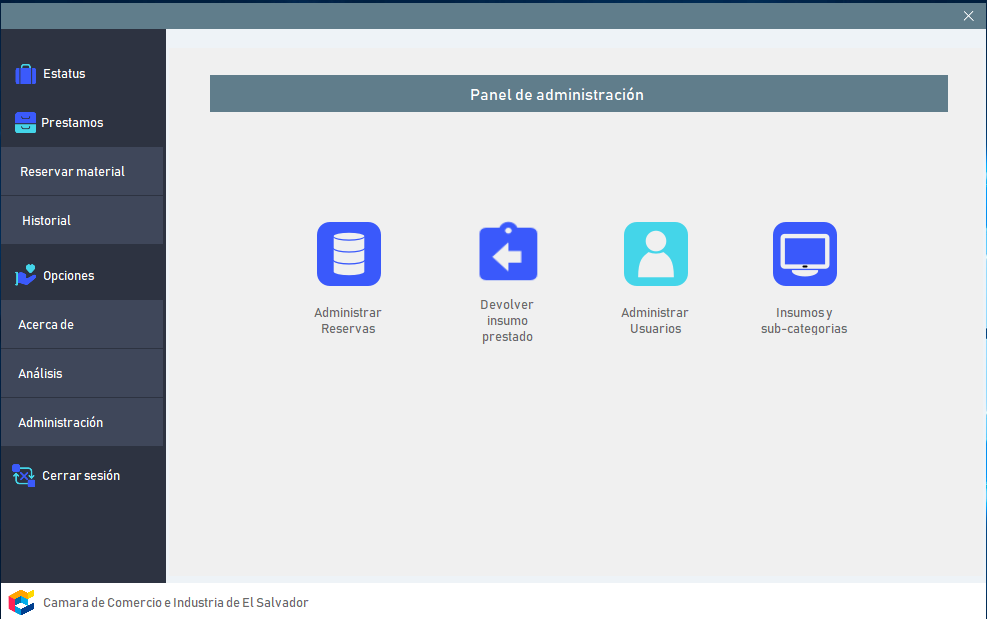 Estatus
Prestamos
Reservar material
Historial
Opciones
Acerca de
Análisis
Administración
Cerrar sesión
Panel de administración
Administrar
Reservas
Devolver
insumo
prestado
Administrar
Usuarios
Insumos y
sub-categorias
Camara de Comercio e Industria de El Salvador